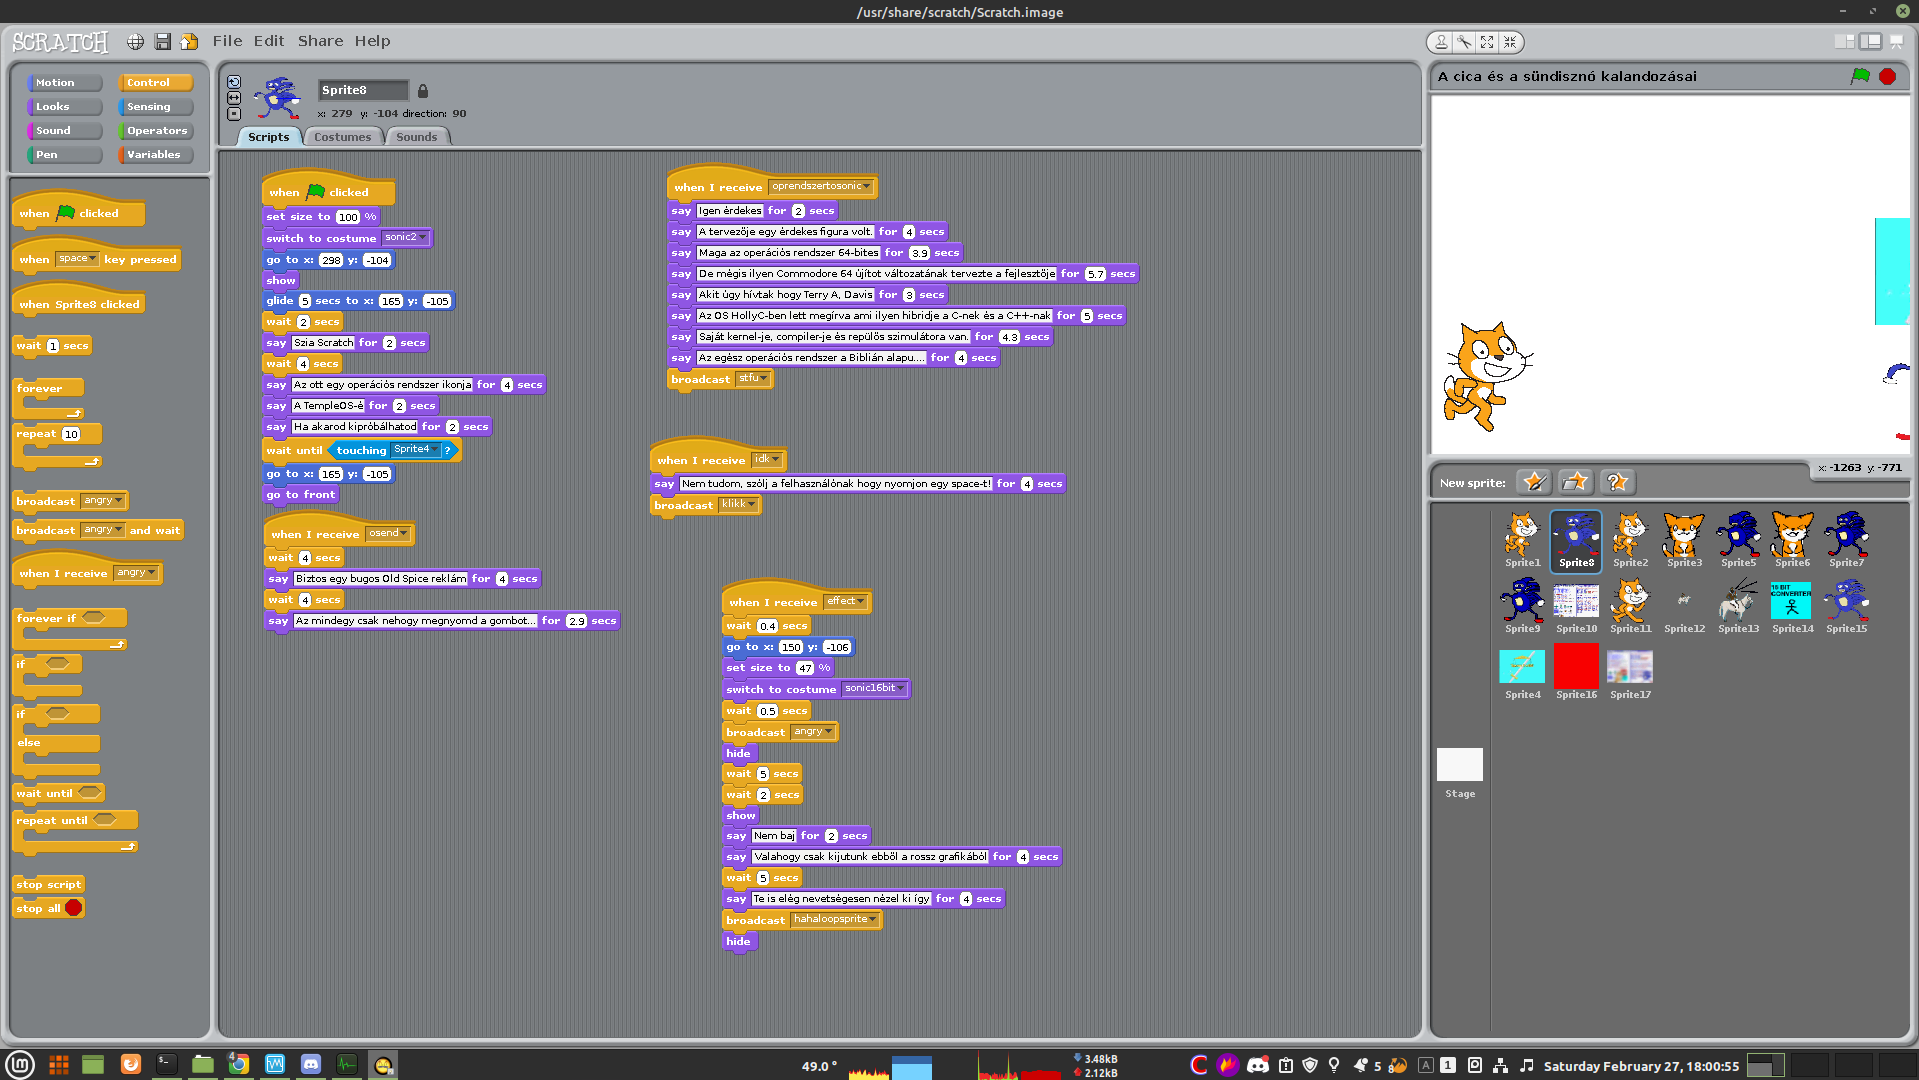 /usr/share/scratch/Scratch.image
SCRATCH
File Edit Share Help
Motion
Control
Looks
Sensing
Sound
Operators
Pen
Variables
when clicked
when space key pressed
when Sprite8 clicked
wait 1 secs
forever
repeat 10
broadcast angry
broadcast angry and wait
when I receive angry
forever if
if
if
else
wait until
repeat until
stop script
stop all
Sprite8
x: 279 y: -104 direction: 90
Scripts
Costumes
Sounds
when clicked
set size to 100 %
switch to costume sonic2
go to x: 298 y: -104
show
glide 5 secs to x: 165 y: -105
wait 2 secs
say Szia Scratch for 2 secs
wait 4 secs
say Az ott egy operációs rendszer ikonja for 4 secs
say A TempleOS-é for 2 secs
say Ha akarod kipróbálhatod for 2 secs
wait until touching Sprite4 ?
go to x: 165 y: -105
go to front
when I receive osend
wait 4 secs
say Biztos egy bugos Old Spice reklám for 4 secs
wait 4 secs
say Az mindegy csak nehogy megnyomd a gombot... for 2.9 secs
when I receive oprendszertosonic
say Igen érdekes for 2 secs
say A tervezője egy érdekes figura volt. for 4 secs
say Maga az operációs rendszer 64-bites for 3.9 secs
say De mégis ilyen Commodore 64 újítot változatának tervezte a fejlesztője for 5.7 secs
say Akit úgy hívtak hogy Terry A. Davis for 3 secs
say Az OS HollyC-ben lett megírva ami ilyen hibridje a C-nek és a C++-nak for 5 secs
say Saját kernel-je, compiler-je és repülős szimulátora van. for 4.3 secs
say Az egész operációs rendszer a Biblián alapu.... for 4 secs
broadcast stfu
when I receive idk
say Nem tudom, szólj a felhasználónak hogy nyomjon egy space-t! for 4 secs
broadcast klikk
when I receive effect
wait 0.4 secs
go to x: 150 y: -106
set size to 47 %
switch to costume sonic16bit
wait 0.5 secs
broadcast angry
hide
wait 5 secs
wait 2 secs
show
say Nem baj for 2 secs
say Valahogy csak kijutunk ebből a rossz grafikából for 4 secs
wait 5 secs
say Te is elég nevetségesen nézel ki így for 4 secs
broadcast hahaloopsprite
hide
A cica és a sündisznó kalandozásai
x: -1263 y: -771
New sprite:
Sprite1
Sprite8
Sprite2
Sprite3
Sprite5
Sprite6
Sprite7
16 BIT
CONVERTER
Sprite9
Sprite10
Sprite11
Sprite12
Sprite13
Sprite14
Sprite15
Sprite4
Sprite16
Sprite17
Stage
4
49.0 °
3.48kB
2.12kB
5
A
1
Saturday February 27, 18:00:55